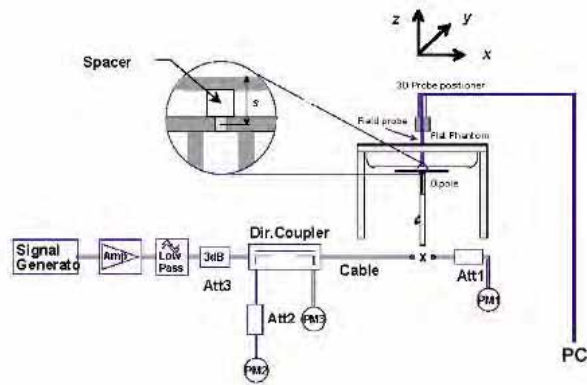 z
y
x
Spacer
s
3D Probe positioner
Field probe
Flat Phantom
Dipole
Dir.Coupler
Signal
Generato
Amp
Low
Pass
3dB
Att3
Cable
x
Att1
PM1
Att2
PM3
PM2
PC